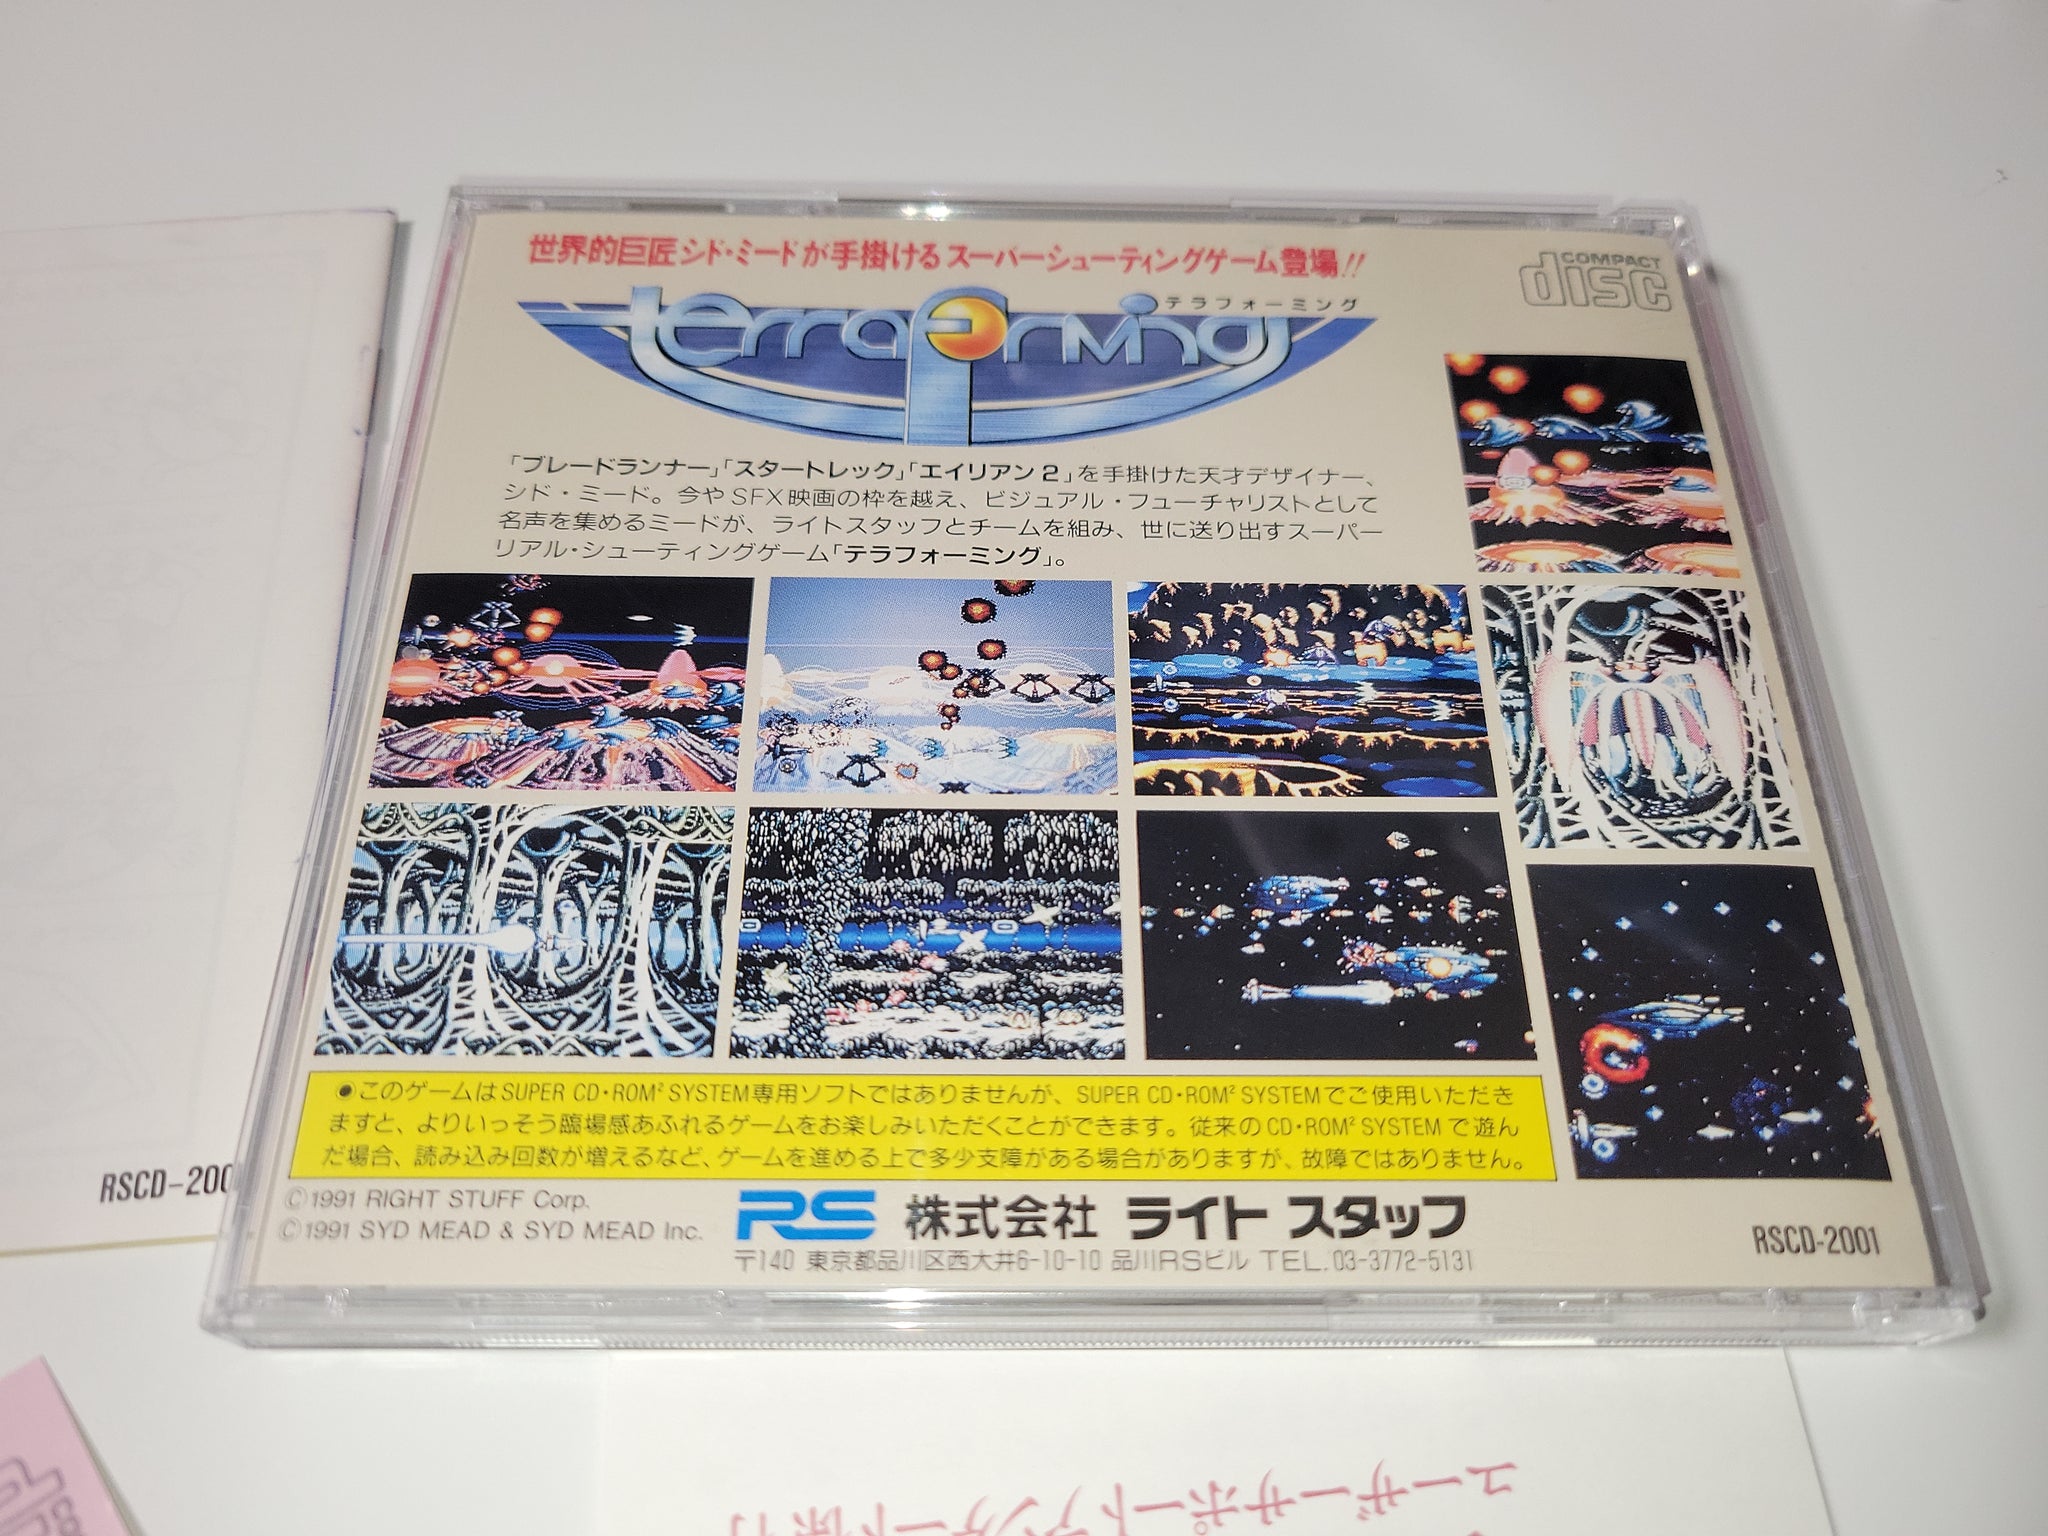 世界的巨匠シド・ミードが手掛けるスーパーシューティングゲーム登場!!
COMPACT
disc
テラフォーミング
terraforming
「ブレードランナー」「スタートレック」「エイリアン2」を手掛けた天才デザイナー、
シド・ミード。今やSFX映画の枠を越え、ビジュアル・フューチャリストとして
名声を集めるミードが、ライトスタッフとチームを組み、世に送り出すスーパー
リアル・シューティングゲーム「テラフォーミング」。
●このゲームはSUPER CD・ROM² SYSTEM専用ソフトではありませんが、SUPER CD・ROM² SYSTEMでご使用いただき
ますと、よりいっそう臨場感あふれるゲームをお楽しみいただくことができます。従来のCD・ROM² SYSTEMで遊ん
だ場合、読み込み回数が増えるなど、ゲームを進める上で多少支障がある場合がありますが、故障ではありません。
©1991 RIGHT STUFF Corp.
©1991 SYD MEAD & SYD MEAD Inc.
RS 株式会社 ライトスタッフ
〒140 東京都品川区西大井6-10-10 品川RSビル TEL.03-3772-5131
RSCD-2001
RSCD-200
ユーザーサポートアンケート